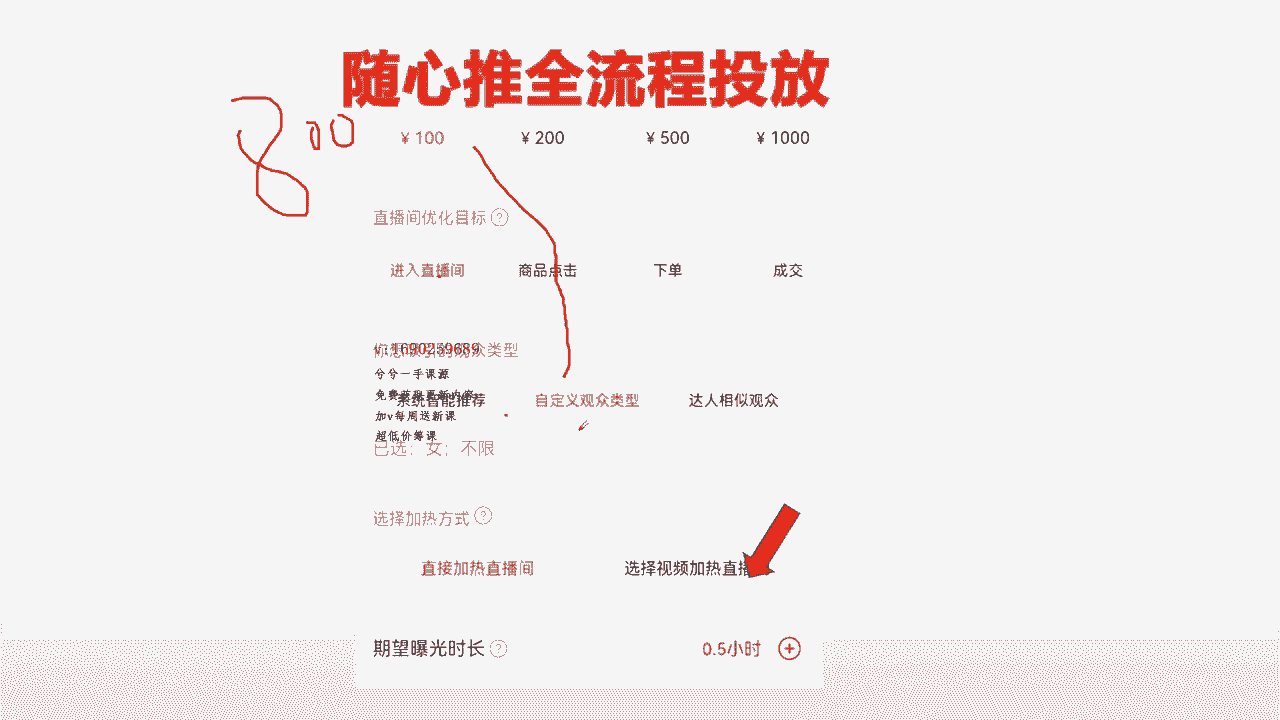 随心推全流程投放
800
¥ 100 ¥ 200 ¥ 500 ¥ 1000
直播间优化目标 ?
进入直播间 商品点击 下单 成交
你想吸引的观众类型
v:1690259689
兮兮一手课源
免费获取更新内容
系统智能推荐 自定义观众类型 达人相似观众
加v每周送新课
超低价筹课
已选：女；不限
选择加热方式 ?
直接加热直播间 选择视频加热直播
期望曝光时长 ? 0.5小时 +